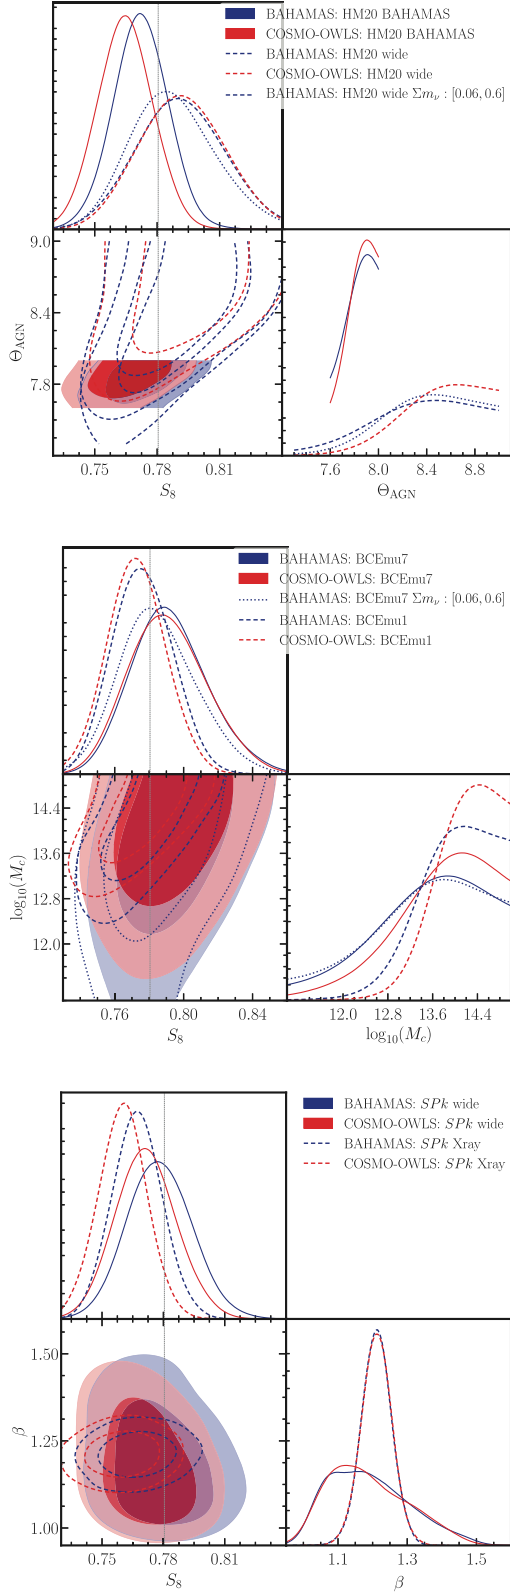 BAHAMAS: HM20 BAHAMAS
COSMO-OWLS: HM20 BAHAMAS
BAHAMAS: HM20 wide
COSMO-OWLS: HM20 wide
BAHAMAS: HM20 wide Σmν : [0.06, 0.6]
9.0
8.4
7.8
Θ_AGN
0.75 0.78 0.81
S₈
7.6 8.0 8.4 8.8
Θ_AGN
BAHAMAS: BCEmu7
COSMO-OWLS: BCEmu7
BAHAMAS: BCEmu7 Σmν : [0.06, 0.6]
BAHAMAS: BCEmu1
COSMO-OWLS: BCEmu1
14.4
13.6
12.8
12.0
log₁₀(M_c)
0.76 0.80 0.84
S₈
12.0 12.8 13.6 14.4
log₁₀(M_c)
BAHAMAS: SPk wide
COSMO-OWLS: SPk wide
BAHAMAS: SPk Xray
COSMO-OWLS: SPk Xray
1.50
1.25
1.00
β
0.75 0.78 0.81
S₈
1.1 1.3 1.5
β